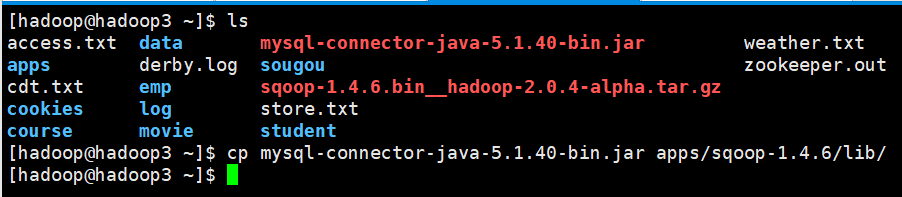 [hadoop@hadoop3 ~]$ ls
access.txt  data       mysql-connector-java-5.1.40-bin.jar             weather.txt
apps        derby.log  sougou                                          zookeeper.out
cdt.txt     emp        sqoop-1.4.6.bin__hadoop-2.0.4-alpha.tar.gz
cookies     log        store.txt
course      movie      student
[hadoop@hadoop3 ~]$ cp mysql-connector-java-5.1.40-bin.jar apps/sqoop-1.4.6/lib/
[hadoop@hadoop3 ~]$